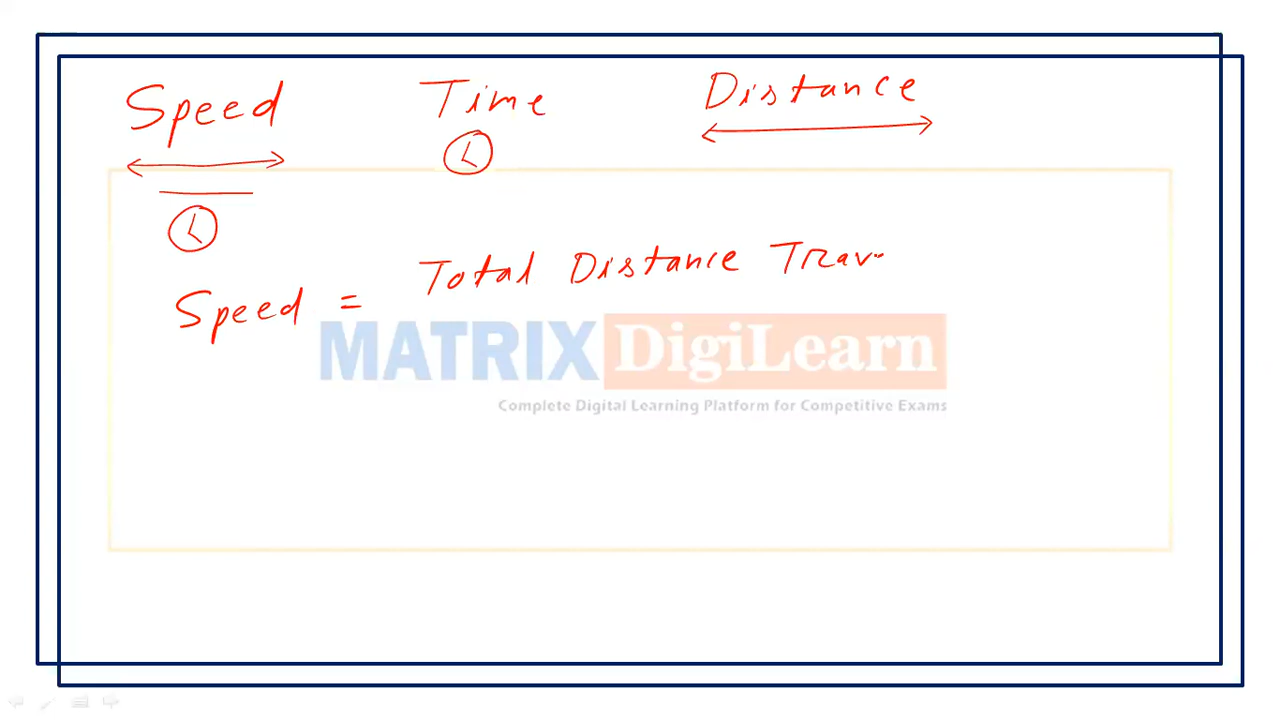 Speed Time Distance
Speed = Total Distance Trav
MATRIX DigiLearn
Complete Digital Learning Platform for Competitive Exams